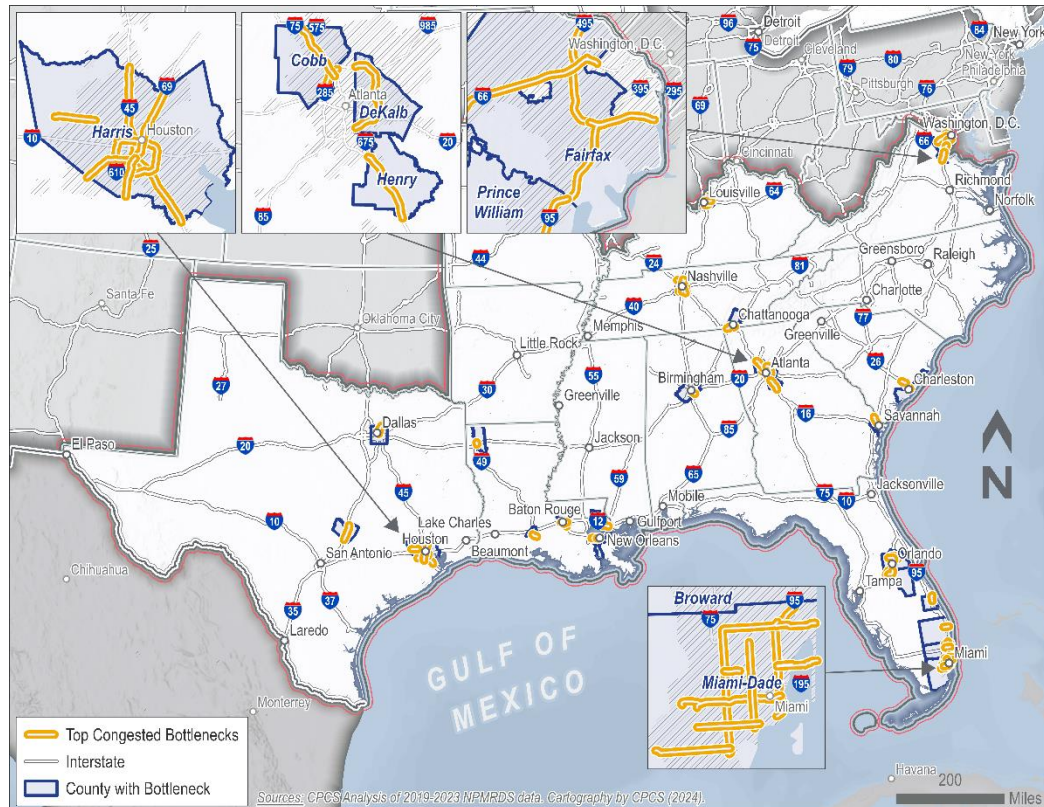 69
45
10
Harris
Houston
610
75
575
985
Cobb
285
Atlanta
DeKalb
675
20
Henry
85
495
Washington, D.C.
66
395
295
Fairfax
Prince
William
95
96
Detroit
75
Detroit
Cleveland
80
84
New York
New York
79
Pittsburgh
76
Philadelphia
69
Washington, D.C.
66
Cincinnati
Richmond
64
Louisville
Norfolk
25
44
24
81
Greensboro
Raleigh
Nashville
Santa Fe
40
Charlotte
Oklahoma City
Chattanooga
77
Memphis
Greenville
Little Rock
26
Atlanta
27
55
Birmingham
20
Charleston
30
Greenville
16
Dallas
85
Savannah
El Paso
20
Jackson
49
65
45
59
75
Jacksonville
10
Mobile
10
Baton Rouge
12
Lake Charles
Gulfport
Houston
New Orleans
San Antonio
Beaumont
Orlando
95
Chihuahua
Tampa
37
35
Laredo
Broward
95
75
GULF OF
MEXICO
Miami
Miami-Dade
195
Miami
Monterrey
N
Top Congested Bottlenecks
Interstate
County with Bottleneck
Havana
200
Miles
Sources: CPCS Analysis of 2019-2023 NPMRDS data. Cartography by CPCS (2024).